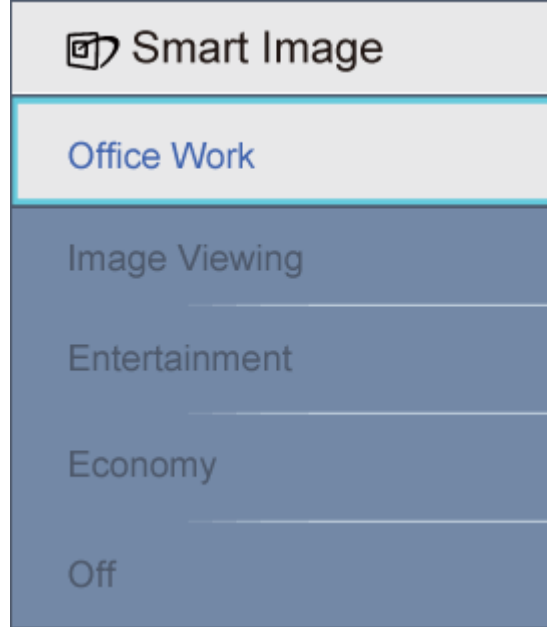 Smart Image
Office Work
Image Viewing
Entertainment
Economy
Off